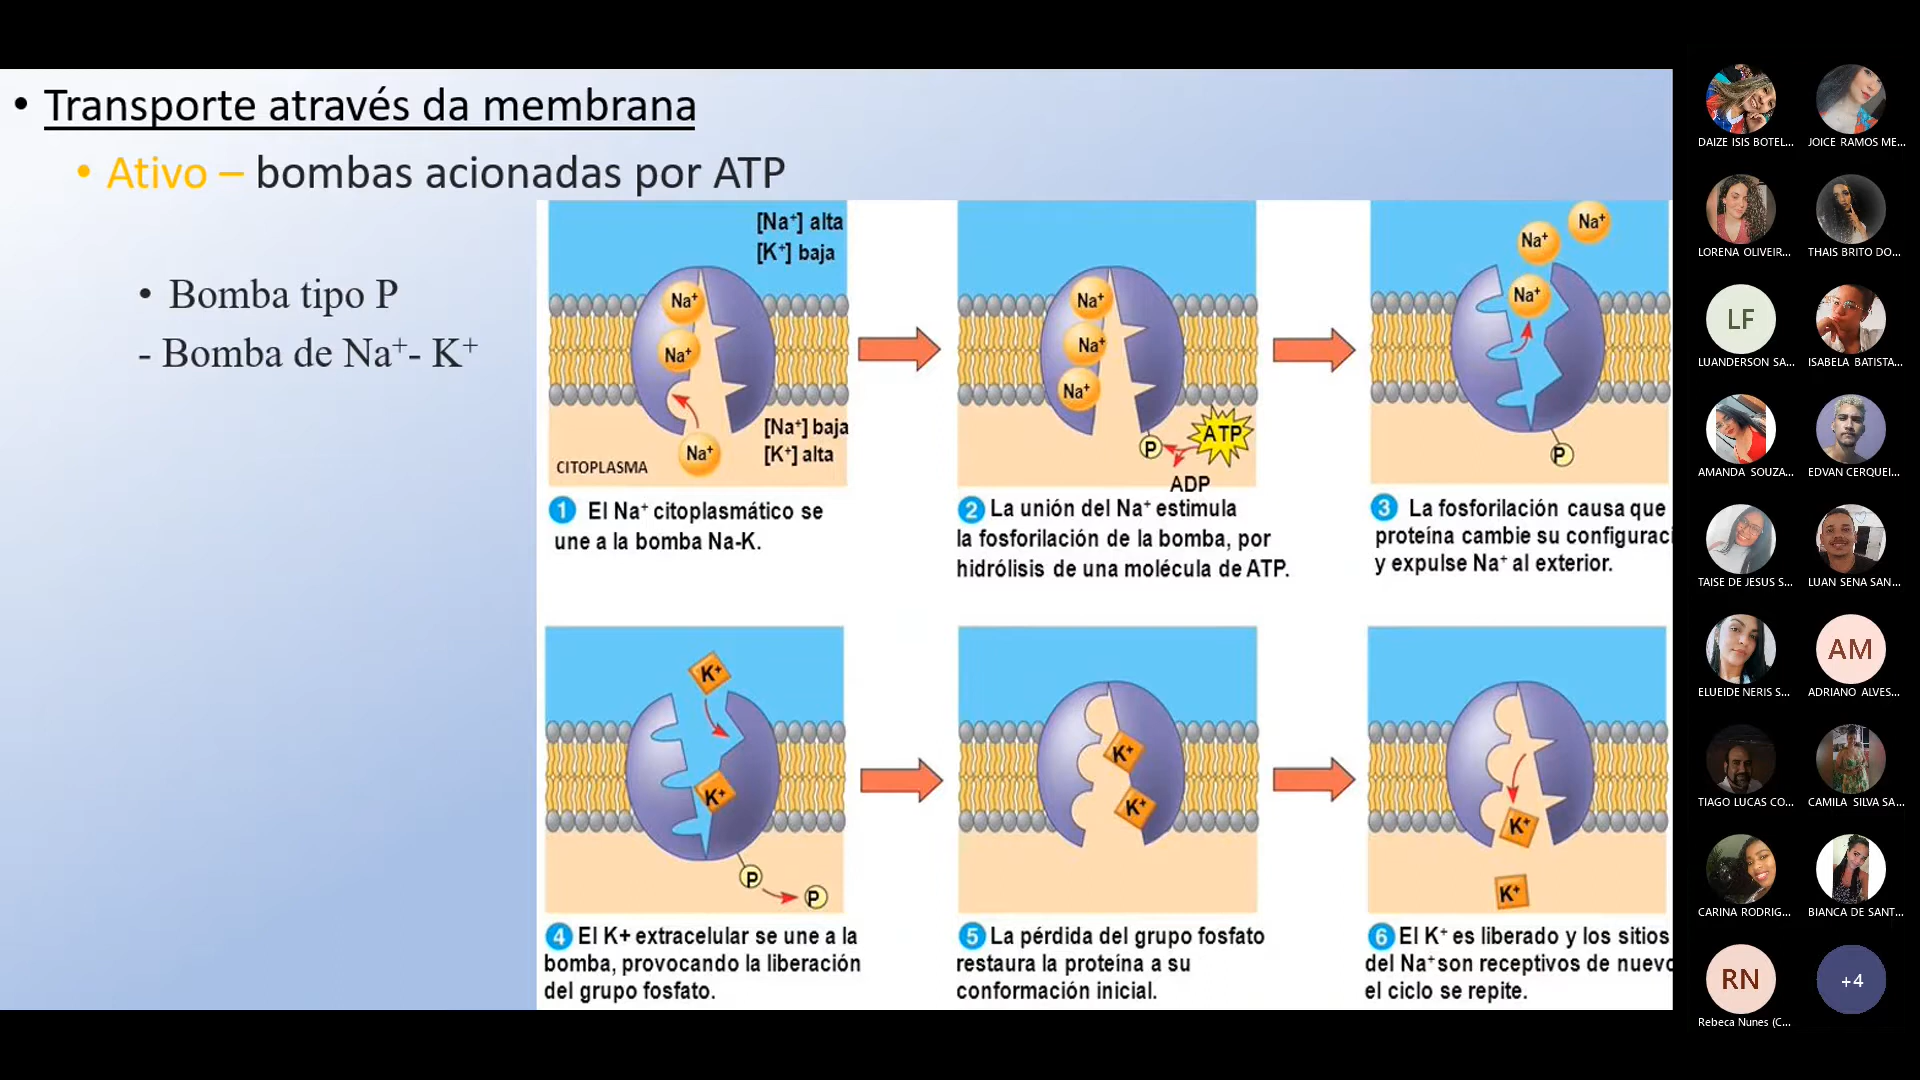 • Transporte através da membrana
• Ativo – bombas acionadas por ATP
• Bomba tipo P
- Bomba de Na⁺- K⁺
[Na⁺] alta
[K⁺] baja
Na⁺
Na⁺
Na⁺
[Na⁺] baja
[K⁺] alta
CITOPLASMA
1 El Na⁺ citoplasmático se
une a la bomba Na-K.
Na⁺
Na⁺
Na⁺
P
ATP
ADP
2 La unión del Na⁺ estimula
la fosforilación de la bomba, por
hidrólisis de una molécula de ATP.
Na⁺
Na⁺
Na⁺
P
3 La fosforilación causa que
proteína cambie su configuraci
y expulse Na⁺ al exterior.
K⁺
K⁺
P
P
4 El K+ extracelular se une a la
bomba, provocando la liberación
del grupo fosfato.
K⁺
K⁺
5 La pérdida del grupo fosfato
restaura la proteína a su
conformación inicial.
K⁺
K⁺
6 El K⁺ es liberado y los sitios
del Na⁺ son receptivos de nuevo
el ciclo se repite.
DAIZE ISIS BOTEL...
JOICE RAMOS ME...
LORENA OLIVEIR...
THAIS BRITO DO...
LF
LUANDERSON SA...
ISABELA BATISTA...
AMANDA SOUZA...
EDVAN CERQUEI...
TAISE DE JESUS S...
LUAN SENA SAN...
ELUEIDE NERIS S...
AM
ADRIANO ALVES...
TIAGO LUCAS CO...
CAMILA SILVA SA...
CARINA RODRIG...
BIANCA DE SANT...
RN
Rebeca Nunes (C...
+4